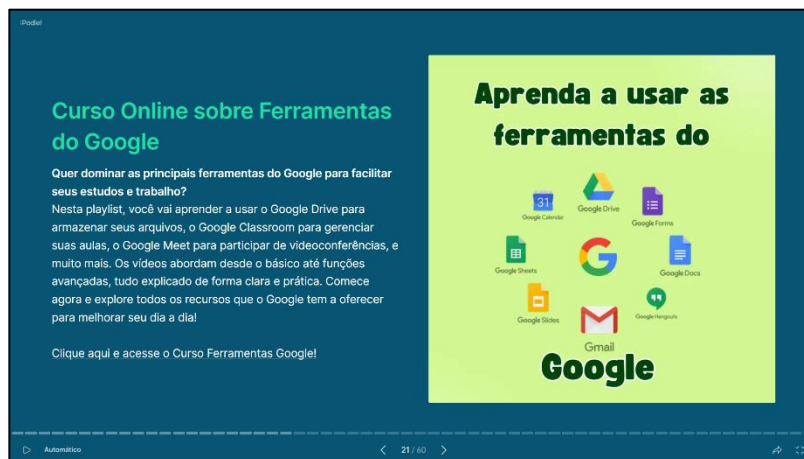 :Padlet
Curso Online sobre Ferramentas
do Google
Quer dominar as principais ferramentas do Google para facilitar
seus estudos e trabalho?
Nesta playlist, você vai aprender a usar o Google Drive para
armazenar seus arquivos, o Google Classroom para gerenciar
suas aulas, o Google Meet para participar de videoconferências, e
muito mais. Os vídeos abordam desde o básico até funções
avançadas, tudo explicado de forma clara e prática. Comece
agora e explore todos os recursos que o Google tem a oferecer
para melhorar seu dia a dia!
Clique aqui e acesse o Curso Ferramentas Google!
Aprenda a usar as
ferramentas do
31
Google Calendar
Google Drive
Google Forms
Google Sheets
Google Docs
Google Slides
Gmail
Google Hangouts
Google
Automático
21 / 60